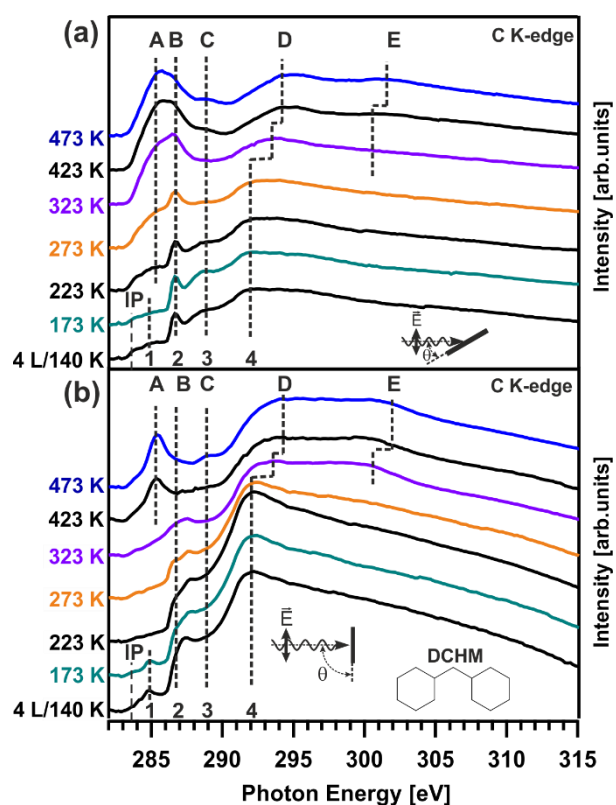 (a) A B C D E C K-edge
473 K
423 K
323 K
273 K
223 K
IP
173 K
1 2 3 4
4 L/140 K
E
θ
Intensity [arb.units]
(b) A B C D E C K-edge
473 K
423 K
323 K
273 K
223 K
IP
173 K
1 2 3 4
4 L/140 K
E
θ
DCHM
Intensity [arb.units]
285 290 295 300 305 310 315
Photon Energy [eV]